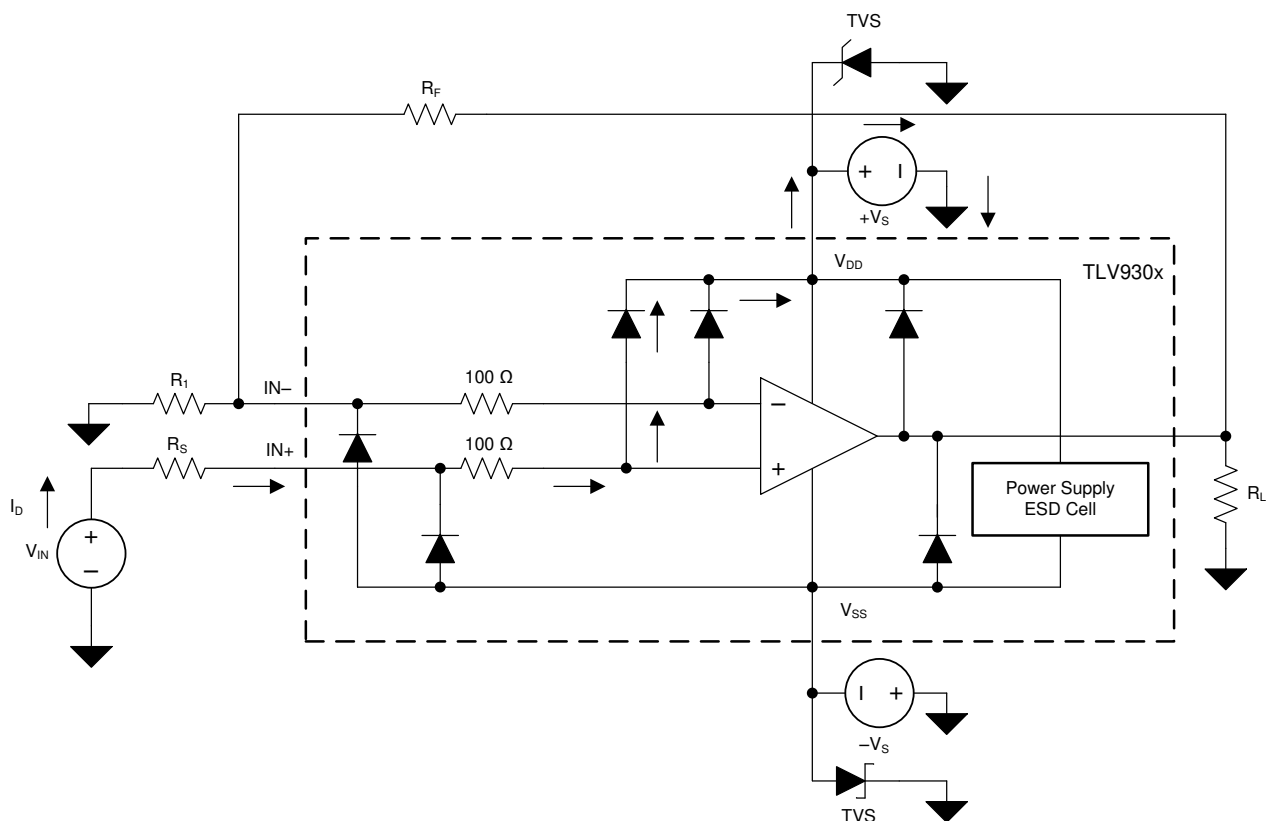 TVS
R_F
+ −
+V_S
V_DD
TLV930x
R_1
IN−
100 Ω
−
R_S
IN+
100 Ω
+
Power Supply
ESD Cell
R_L
I_D
V_IN
+
−
V_SS
− +
−V_S
TVS